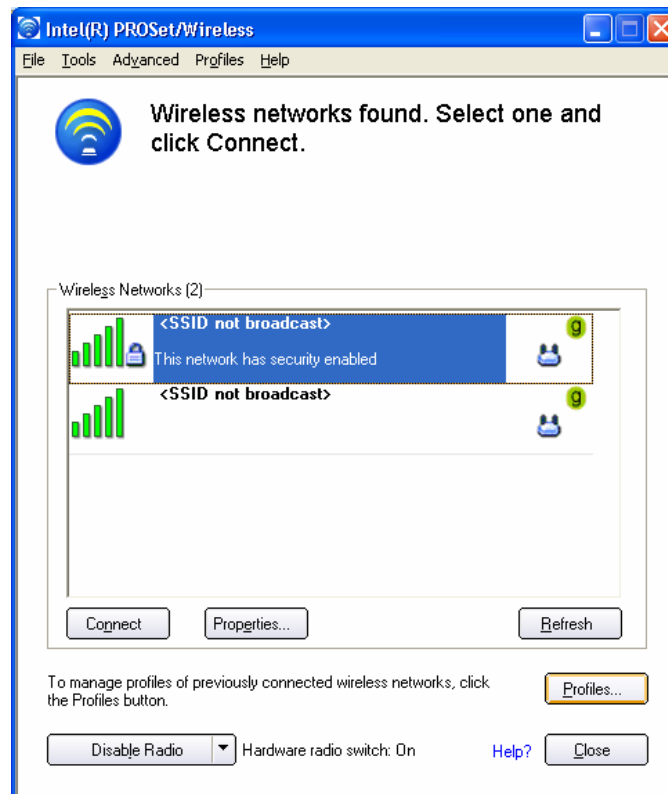 Intel(R) PROSet/Wireless
File Tools Advanced Profiles Help
Wireless networks found. Select one and
click Connect.
Wireless Networks (2)
<SSID not broadcast>
g
This network has security enabled
<SSID not broadcast>
g
Connect Properties... Refresh
To manage profiles of previously connected wireless networks, click
the Profiles button.
Profiles...
Disable Radio Hardware radio switch: On Help? Close